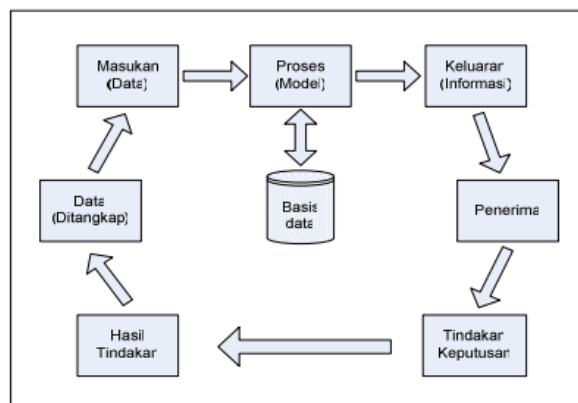 Masukan
(Data)
Proses
(Model)
Keluaran
(Informasi)
Data
(Ditangkap)
Basis
data
Penerima
Hasil
Tindakan
Tindakan
Keputusan